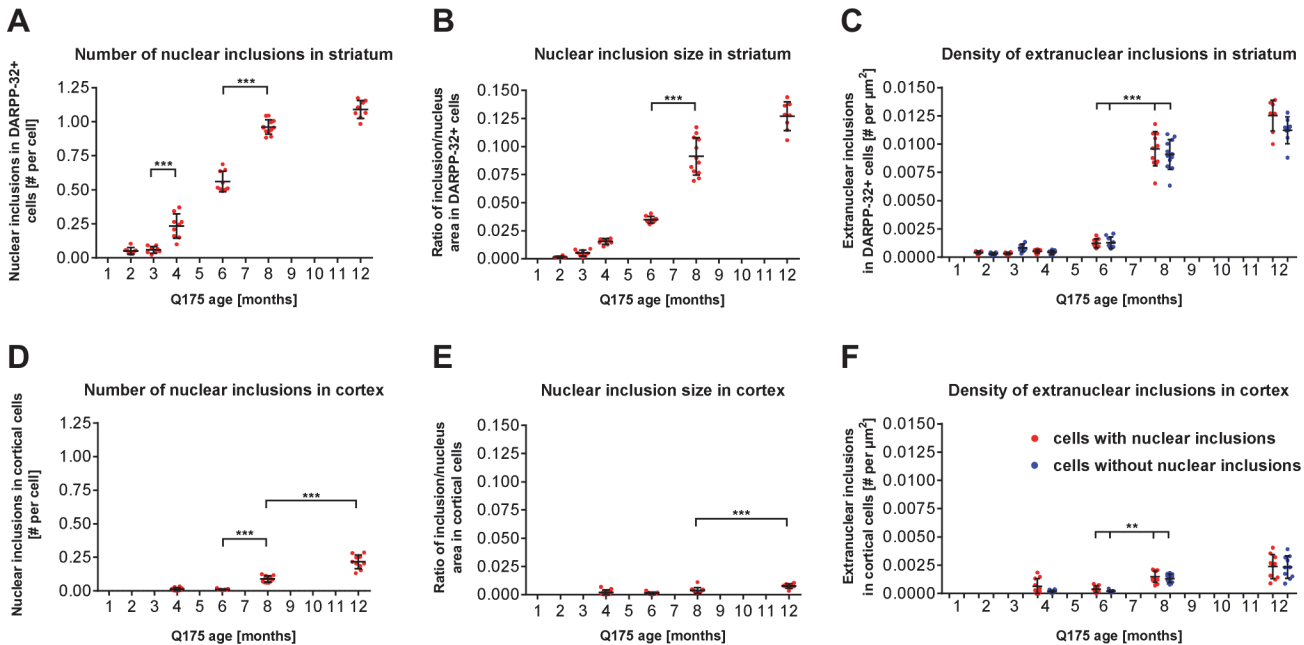 A
Number of nuclear inclusions in striatum
Nuclear inclusions in DARPP-32+
cells [# per cell]
1.25
1.00
0.75
0.50
0.25
0.00
***
***
1 2 3 4 5 6 7 8 9 10 11 12
Q175 age [months]
B
Nuclear inclusion size in striatum
Ratio of inclusion/nucleus
area in DARPP-32+ cells
0.150
0.125
0.100
0.075
0.050
0.025
0.000
***
1 2 3 4 5 6 7 8 9 10 11 12
Q175 age [months]
C
Density of extranuclear inclusions in striatum
Extranuclear inclusions
in DARPP-32+ cells [# per µm²]
0.0150
0.0125
0.0100
0.0075
0.0050
0.0025
0.0000
***
1 2 3 4 5 6 7 8 9 10 11 12
Q175 age [months]
D
Number of nuclear inclusions in cortex
Nuclear inclusions in cortical cells
[# per cell]
1.25
1.00
0.75
0.50
0.25
0.00
***
***
1 2 3 4 5 6 7 8 9 10 11 12
Q175 age [months]
E
Nuclear inclusion size in cortex
Ratio of inclusion/nucleus
area in cortical cells
0.150
0.125
0.100
0.075
0.050
0.025
0.000
***
1 2 3 4 5 6 7 8 9 10 11 12
Q175 age [months]
F
Density of extranuclear inclusions in cortex
Extranuclear inclusions
in cortical cells [# per µm²]
0.0150
0.0125
0.0100
0.0075
0.0050
0.0025
0.0000
cells with nuclear inclusions
cells without nuclear inclusions
**
1 2 3 4 5 6 7 8 9 10 11 12
Q175 age [months]